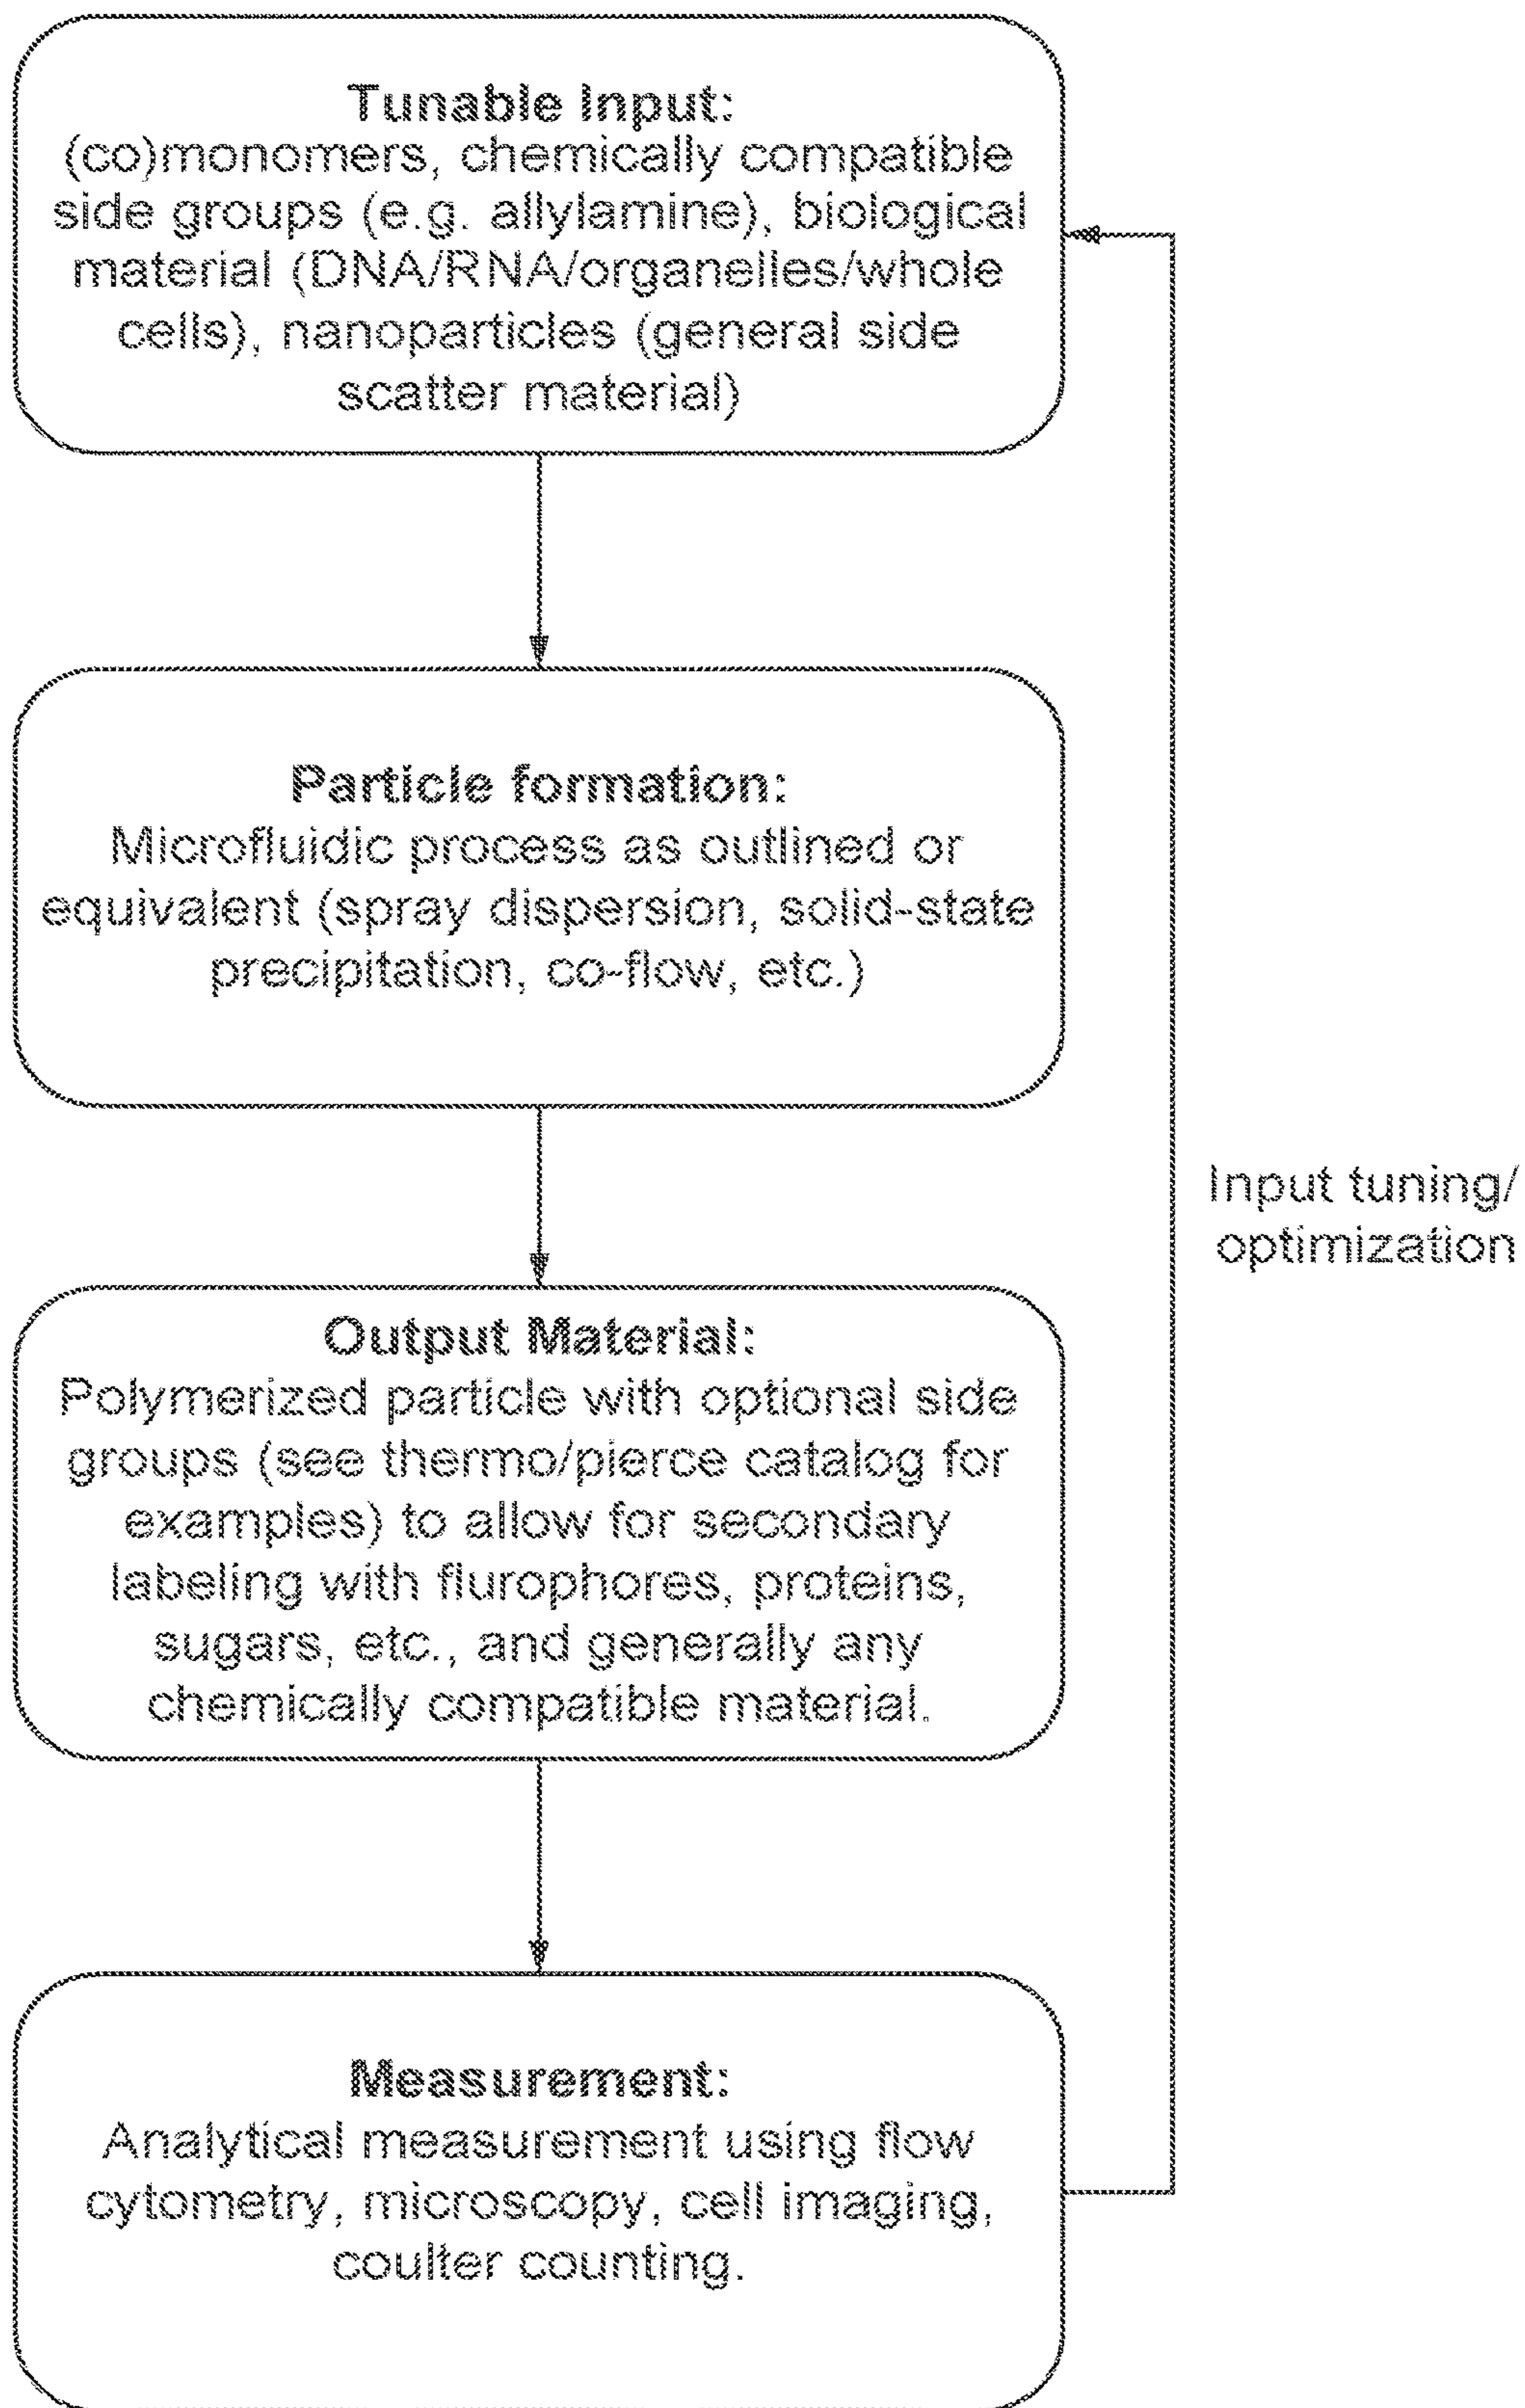 Tunable Input:
(co)monomers, chemically compatible
side groups (e.g. allylamine), biological
material (DNA/RNA/organelles/whole
cells), nanoparticles (general side
scatter material)
Particle formation:
Microfluidic process as outlined or
equivalent (spray dispersion, solid-state
precipitation, co-flow, etc.)
Input tuning/
optimization
Output Material:
Polymerized particle with optional side
groups (see thermo/pierce catalog for
examples) to allow for secondary
labeling with flurophores, proteins,
sugars, etc., and generally any
chemically compatible material.
Measurement:
Analytical measurement using flow
cytometry, microscopy, cell imaging,
coulter counting.